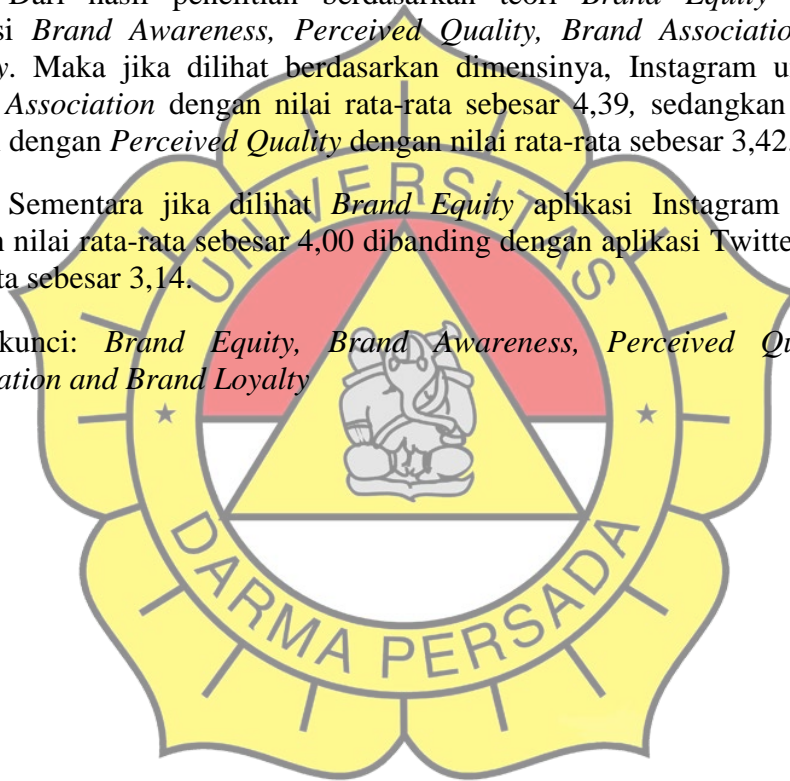 Dari hasil penelitian berdasarkan teori Brand Equity
si Brand Awareness, Perceived Quality, Brand Associatio
y. Maka jika dilihat berdasarkan dimensinya, Instagram u
Association dengan nilai rata-rata sebesar 4,39, sedangkan
dengan Perceived Quality dengan nilai rata-rata sebesar 3,42.
Sementara jika dilihat Brand Equity aplikasi Instagram
n nilai rata-rata sebesar 4,00 dibanding dengan aplikasi Twitte
ta sebesar 3,14.
kunci: Brand Equity, Brand Awareness, Perceived Qu
ation and Brand Loyalty
UNIVERSITAS
DARMA PERSADA